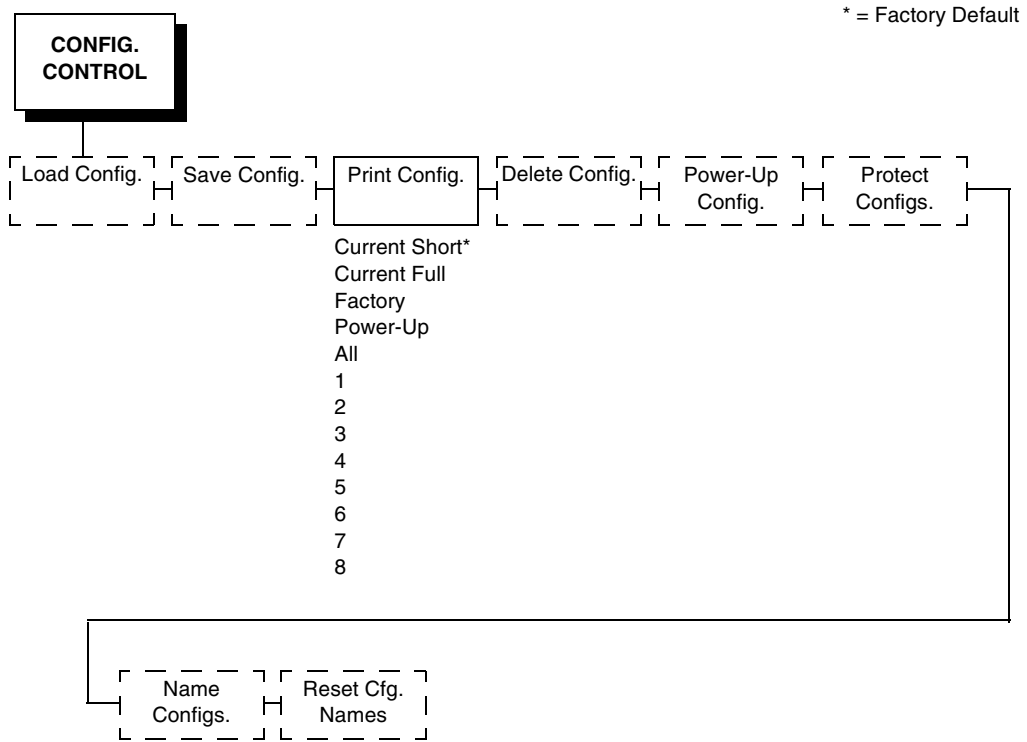 * = Factory Default
CONFIG.
CONTROL
Load Config.
Save Config.
Print Config.
Delete Config.
Power-Up
Config.
Protect
Configs.
Current Short*
Current Full
Factory
Power-Up
All
1
2
3
4
5
6
7
8
Name
Configs.
Reset Cfg.
Names